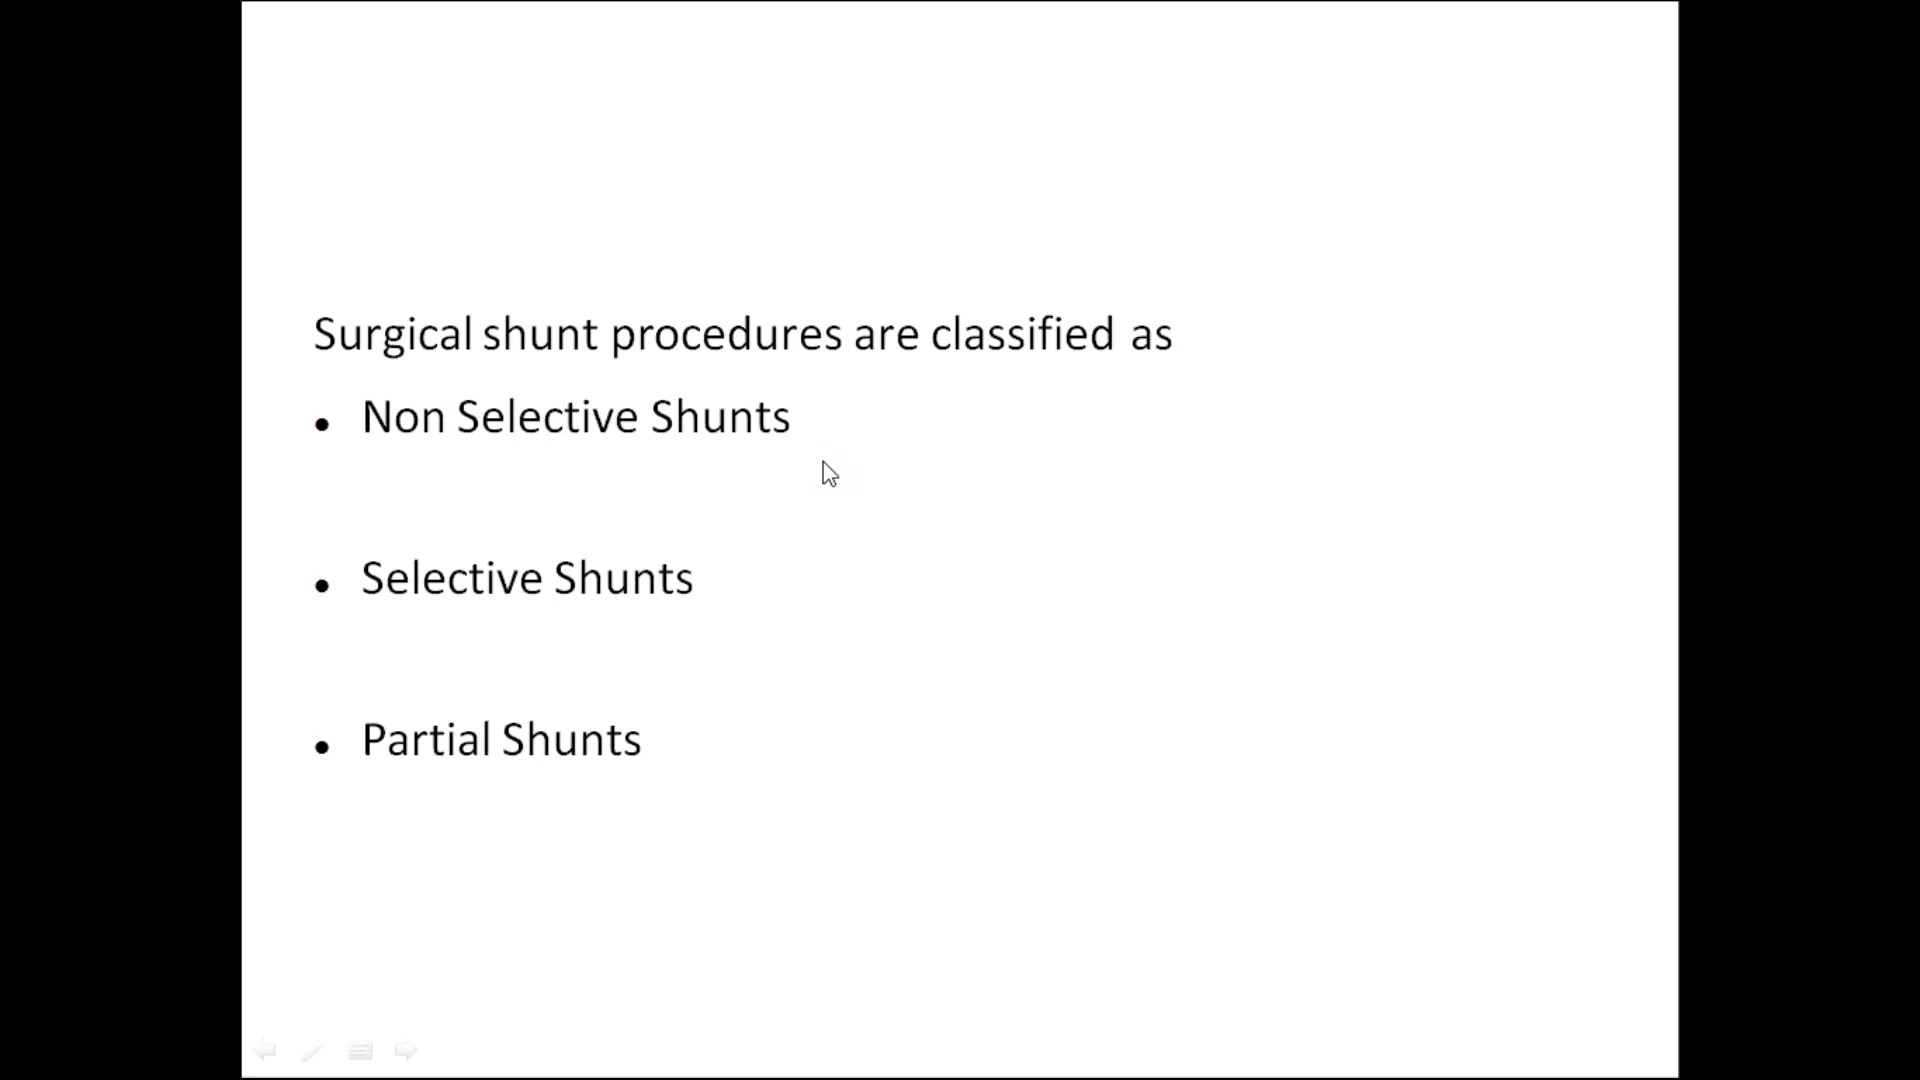 Surgical shunt procedures are classified as
• Non Selective Shunts
• Selective Shunts
• Partial Shunts